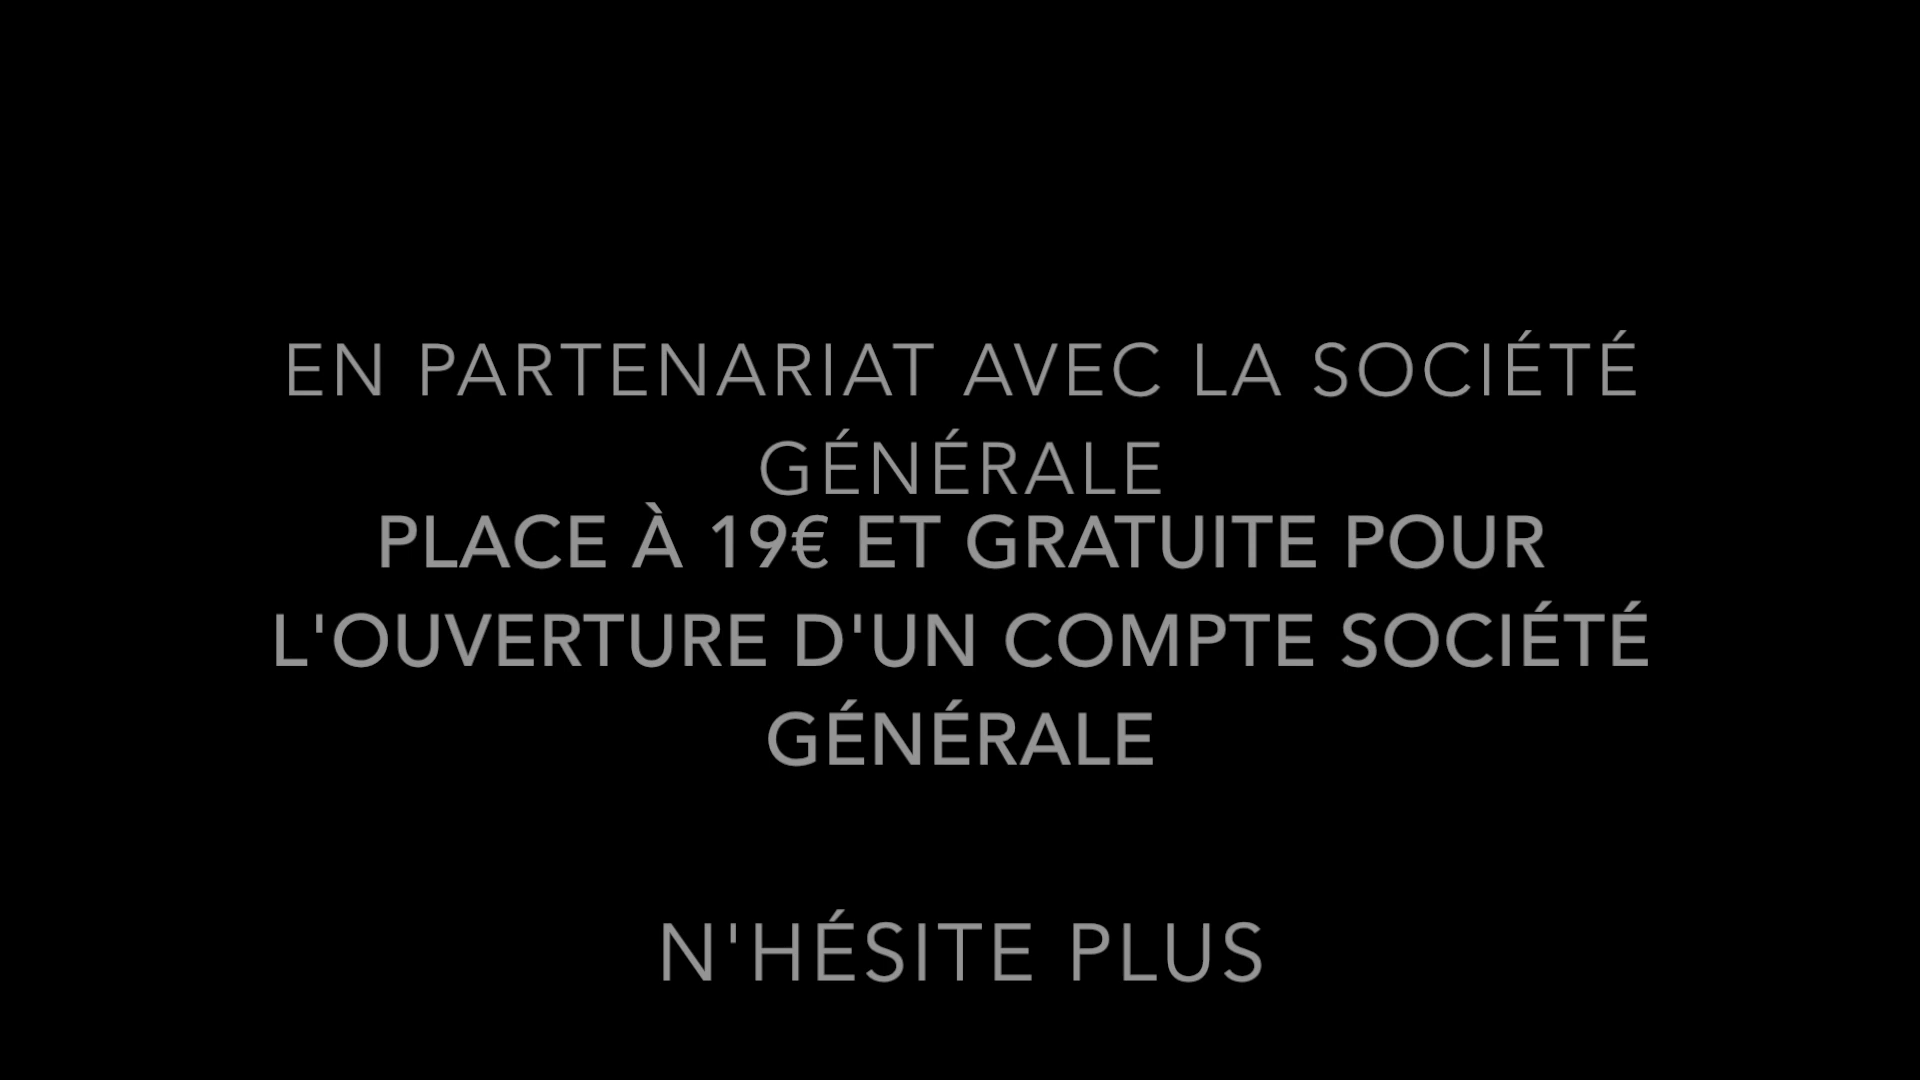 EN PARTENARIAT AVEC LA SOCIÉTÉ
GÉNÉRALE
PLACE À 19€ ET GRATUITE POUR
L'OUVERTURE D'UN COMPTE SOCIÉTÉ
GÉNÉRALE
N'HÉSITE PLUS